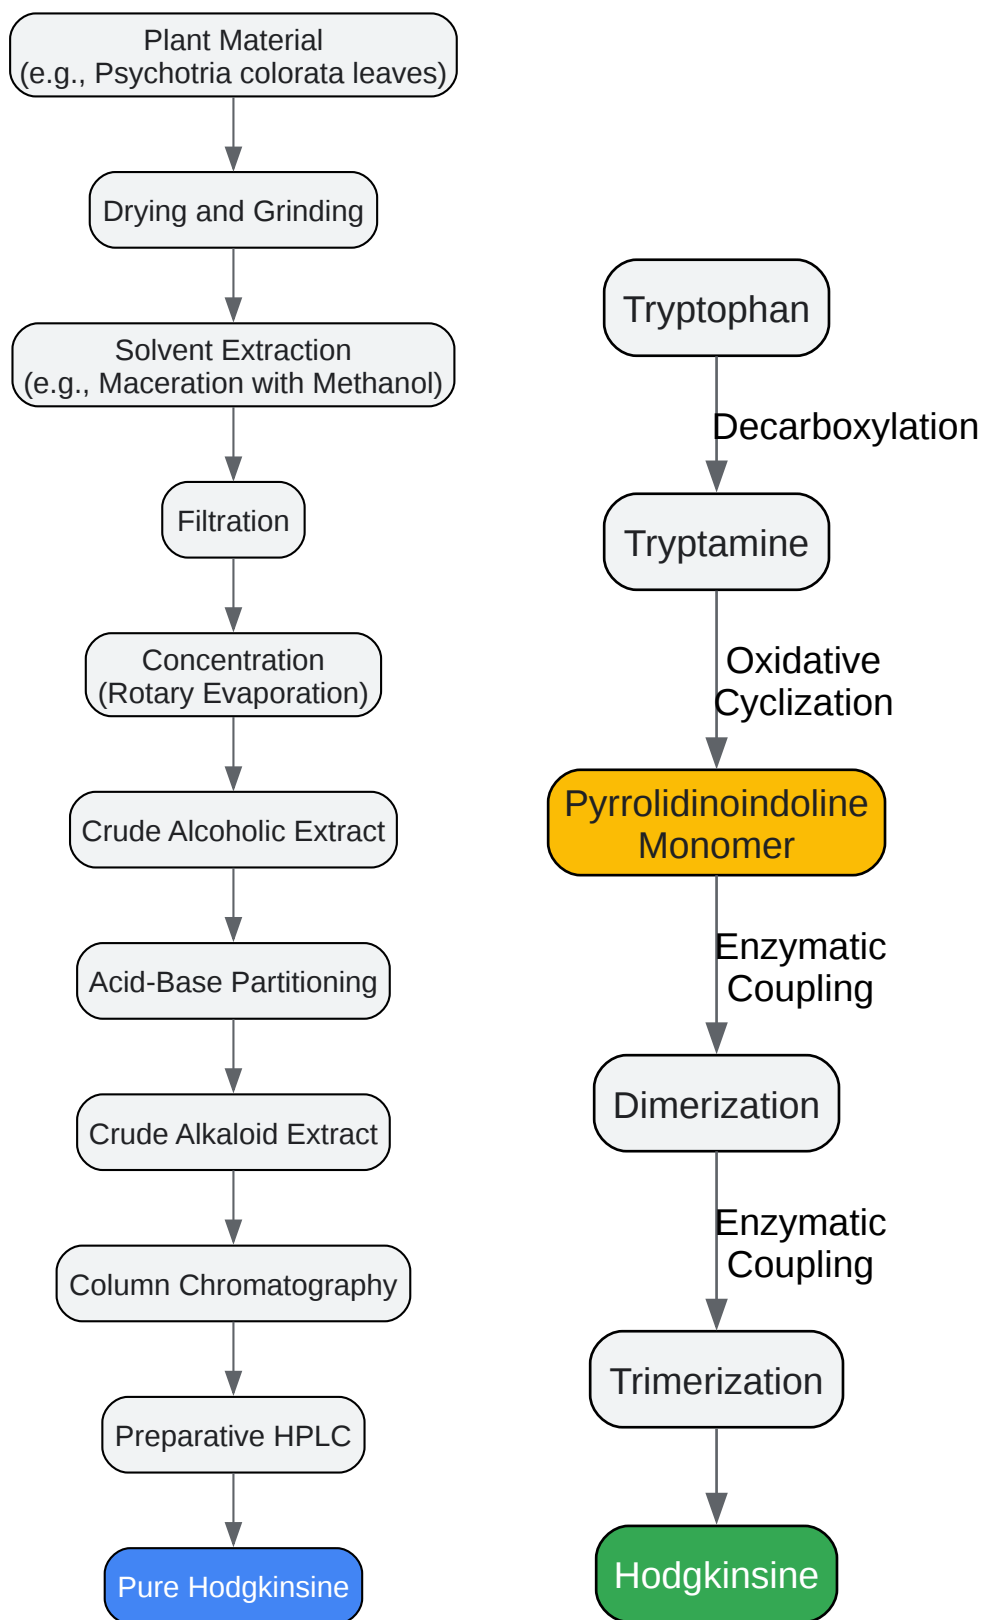 Plant Material
(e.g., Psychotria colorata leaves)
Drying and Grinding
Solvent Extraction
(e.g., Maceration with Methanol)
Filtration
Concentration
(Rotary Evaporation)
Crude Alcoholic Extract
Acid-Base Partitioning
Crude Alkaloid Extract
Column Chromatography
Preparative HPLC
Pure Hodgkinsine
Tryptophan
Decarboxylation
Tryptamine
Oxidative
Cyclization
Pyrrolidinoindoline
Monomer
Enzymatic
Coupling
Dimerization
Enzymatic
Coupling
Trimerization
Hodgkinsine